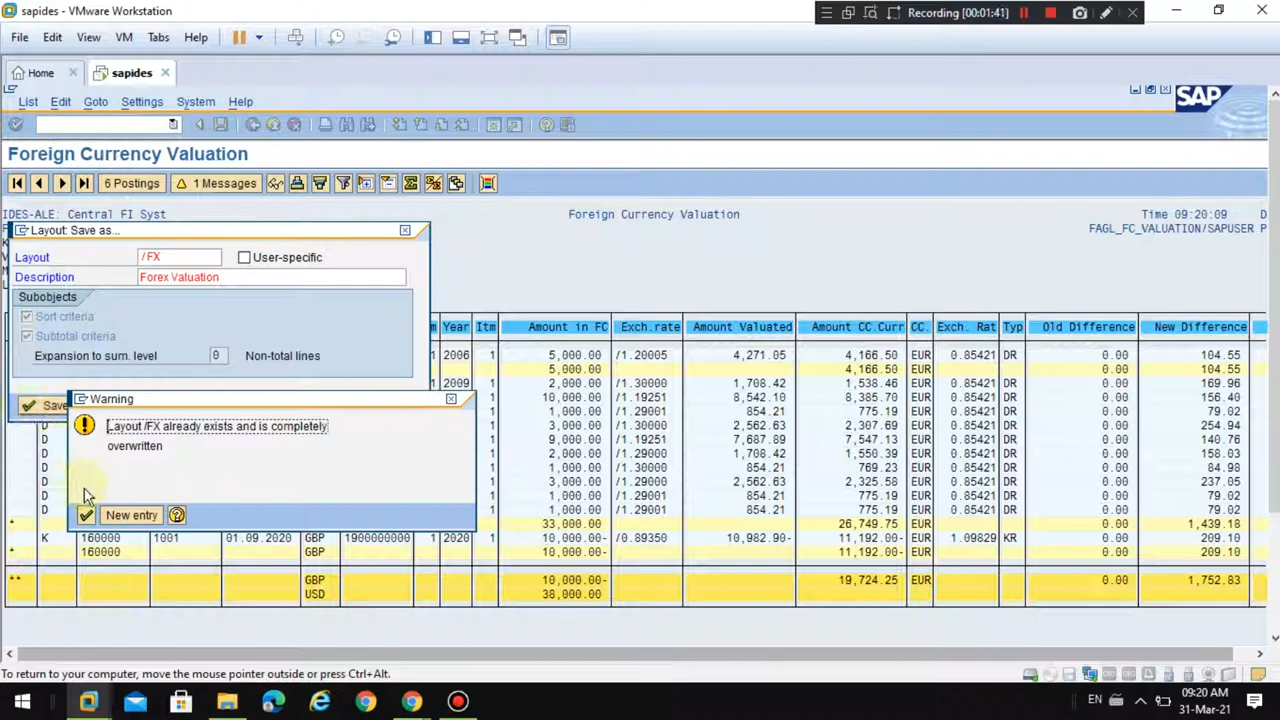 sapides - VMware Workstation
Recording [00:01:41]
File Edit View VM Tabs Help
Home sapides
List Edit Goto Settings System Help
SAP
Foreign Currency Valuation
6 Postings 1 Messages
IDES-ALE: Central FI Syst Foreign Currency Valuation Time 09:20:09 D
FAGL_FC_VALUATION/SAPUSER P
Layout: Save as...
Layout /FX User-specific
Description Forex Valuation
Subobjects
Sort criteria
Subtotal criteria
Expansion to sum. level 0 Non-total lines
Save
Warning
Layout /FX already exists and is completely
overwritten
New entry
Year Itm Amount in FC Exch.rate Amount Valuated Amount CC.Curr CC. Exch. Rat Typ Old Difference New Difference
1 2006 1 5,000.00 /1.20005 4,271.05 4,166.50 EUR 0.85421 DR 0.00 104.55
5,000.00 4,166.50 EUR 0.00 104.55
1 2009 1 2,000.00 /1.30000 1,708.42 1,538.46 EUR 0.85421 DR 0.00 169.96
1 10,000.00 /1.19251 8,542.10 8,385.70 EUR 0.85421 DR 0.00 156.40
1 1,000.00 /1.29001 854.21 775.19 EUR 0.85421 DR 0.00 79.02
D 1 3,000.00 /1.30000 2,562.63 2,307.69 EUR 0.85421 DR 0.00 254.94
D 1 9,000.00 /1.19251 7,687.89 7,547.13 EUR 0.85421 DR 0.00 140.76
D 1 2,000.00 /1.29001 1,708.42 1,550.39 EUR 0.85421 DR 0.00 158.03
D 1 1,000.00 /1.30000 854.21 769.23 EUR 0.85421 DR 0.00 84.98
D 1 3,000.00 /1.29001 2,562.63 2,325.58 EUR 0.85421 DR 0.00 237.05
D 1 1,000.00 /1.29001 854.21 775.19 EUR 0.85421 DR 0.00 79.02
D 1 1,000.00 /1.29001 854.21 775.19 EUR 0.85421 DR 0.00 79.02
* 33,000.00 26,749.75 EUR 0.00 1,439.18
K 160000 1001 01.09.2020 GBP 1900000000 1 2020 1 10,000.00- /0.89350 10,982.90- 11,192.00- EUR 1.09829 KR 0.00 209.10
* 160000 GBP 10,000.00- 11,192.00- EUR 0.00 209.10
** GBP 10,000.00- 19,724.25 EUR 0.00 1,752.83
USD 38,000.00
To return to your computer, move the mouse pointer outside or press Ctrl+Alt.
EN 09:20 AM
31-Mar-21